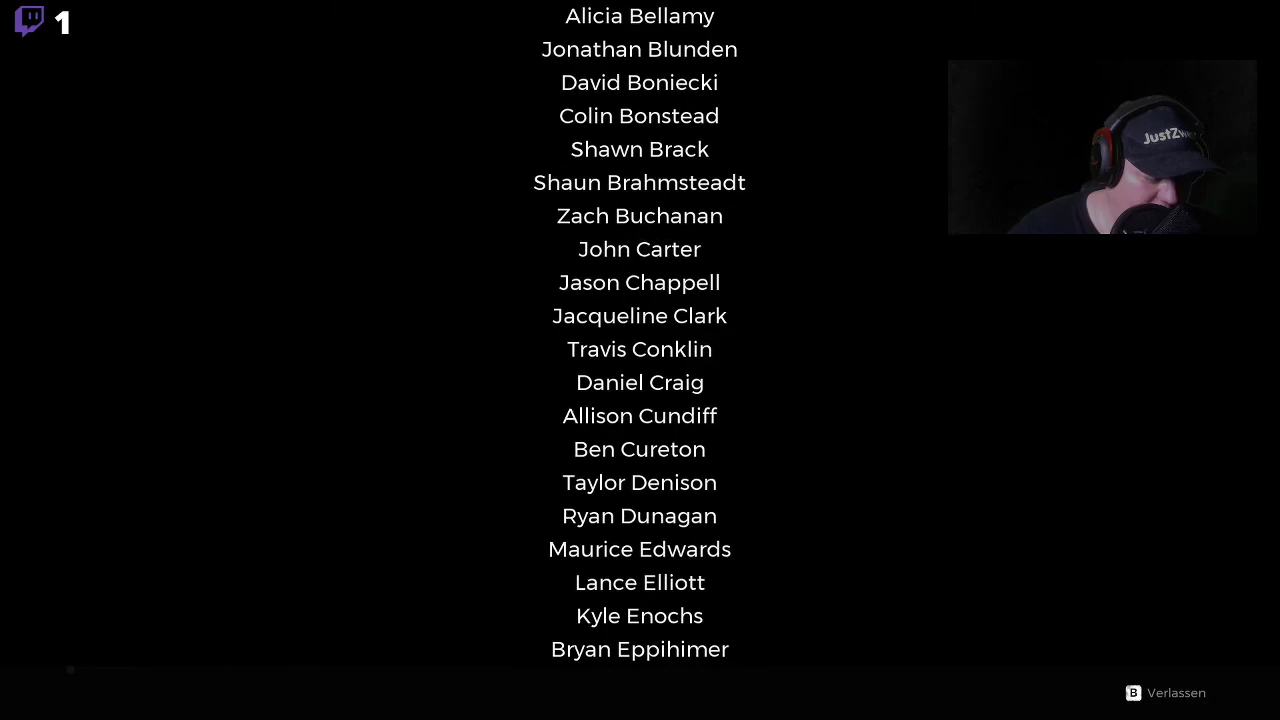 1
Alicia Bellamy
Jonathan Blunden
David Boniecki
Colin Bonstead
Shawn Brack
Shaun Brahmsteadt
Zach Buchanan
John Carter
Jason Chappell
Jacqueline Clark
Travis Conklin
Daniel Craig
Allison Cundiff
Ben Cureton
Taylor Denison
Ryan Dunagan
Maurice Edwards
Lance Elliott
Kyle Enochs
Bryan Eppihimer
B Verlassen